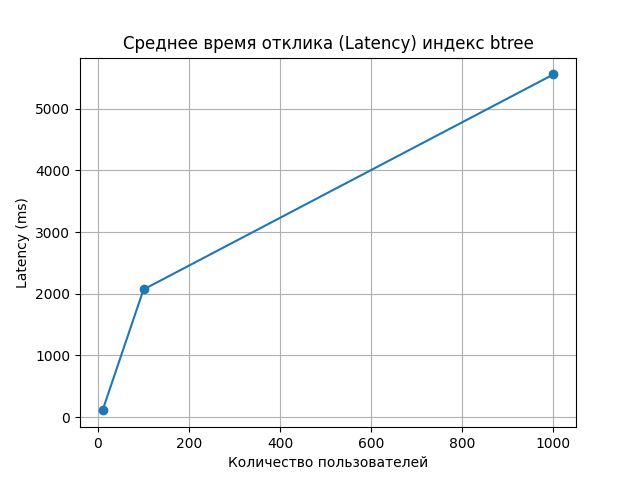 Среднее время отклика (Latency) индекс btree
5000
4000
3000
2000
1000
0
Latency (ms)
0 200 400 600 800 1000
Количество пользователей